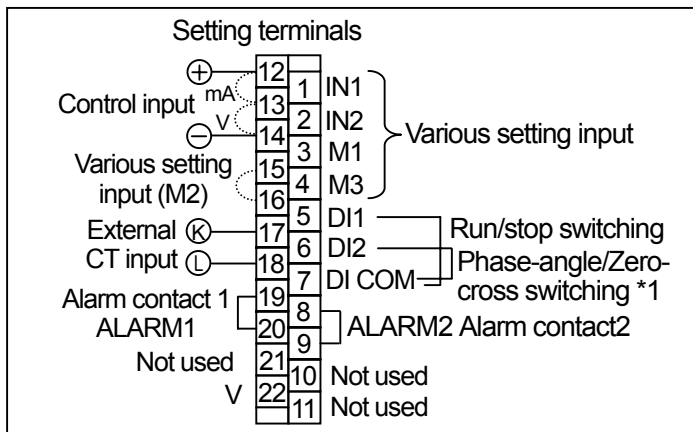 Setting terminals
+ 12
1 IN1
Control input mA 13
V
2 IN2
− 14
3 M1
Various setting input
Various setting
input (M2)
15
4 M3
16
5 DI1
Run/stop switching
External K 17
6 DI2
CT input L 18
7 DI COM
Phase-angle/Zero-
cross switching *1
Alarm contact 1
ALARM1
19
8
20
9
ALARM2 Alarm contact2
Not used 21
10 Not used
V 22
11 Not used